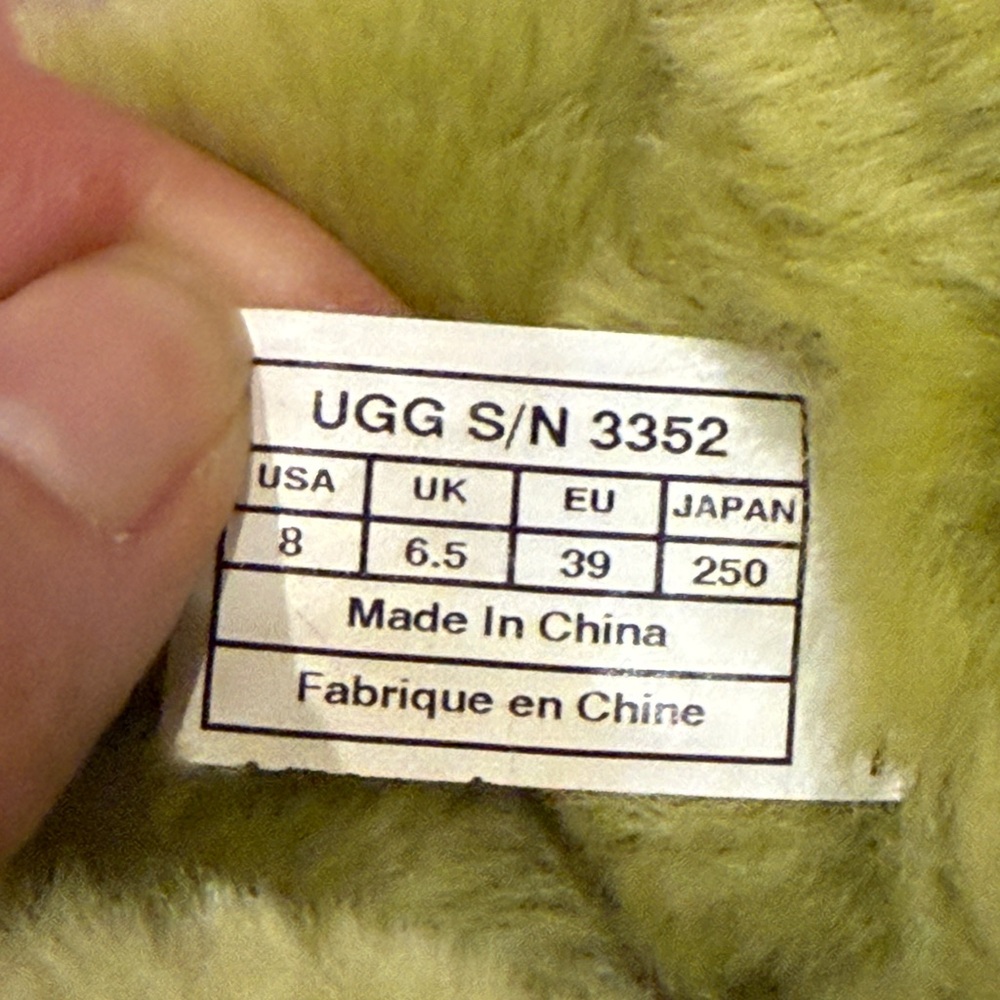 UGG S/N 3352
USA UK EU JAPAN
8 6.5 39 250
Made In China
Fabrique en Chine